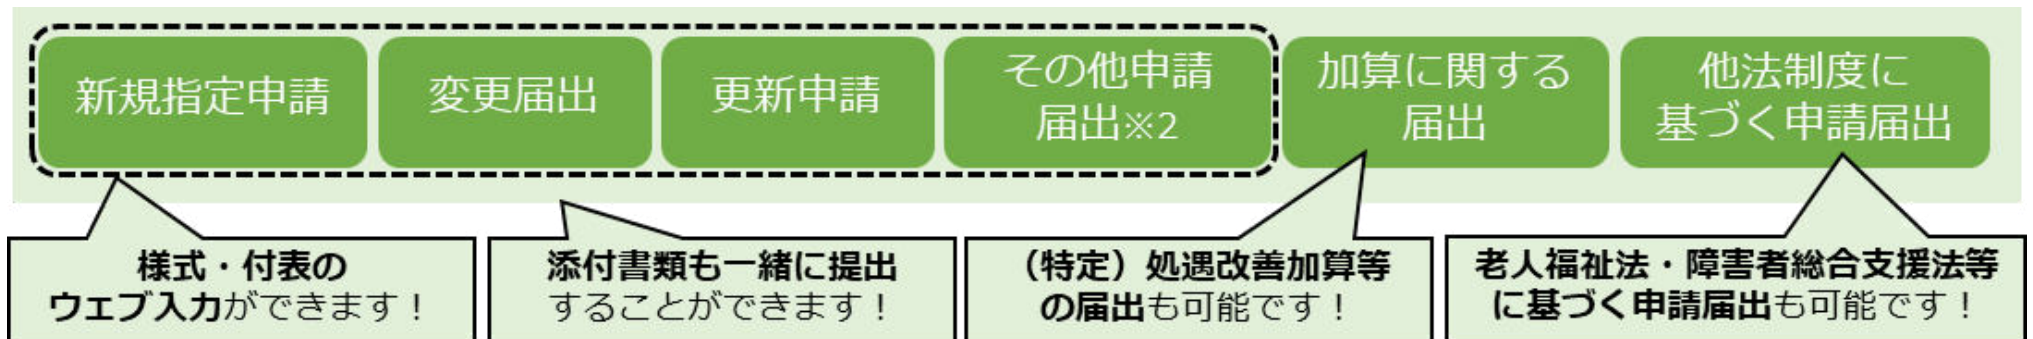 新規指定申請
変更届出
更新申請
その他申請
届出※2
加算に関する
届出
他法制度に
基づく申請届出
様式・付表の
ウェブ入力ができます！
添付書類も一緒に提出
することができます！
（特定）処遇改善加算等
の届出も可能です！
老人福祉法・障害者総合支援法等
に基づく申請届出も可能です！